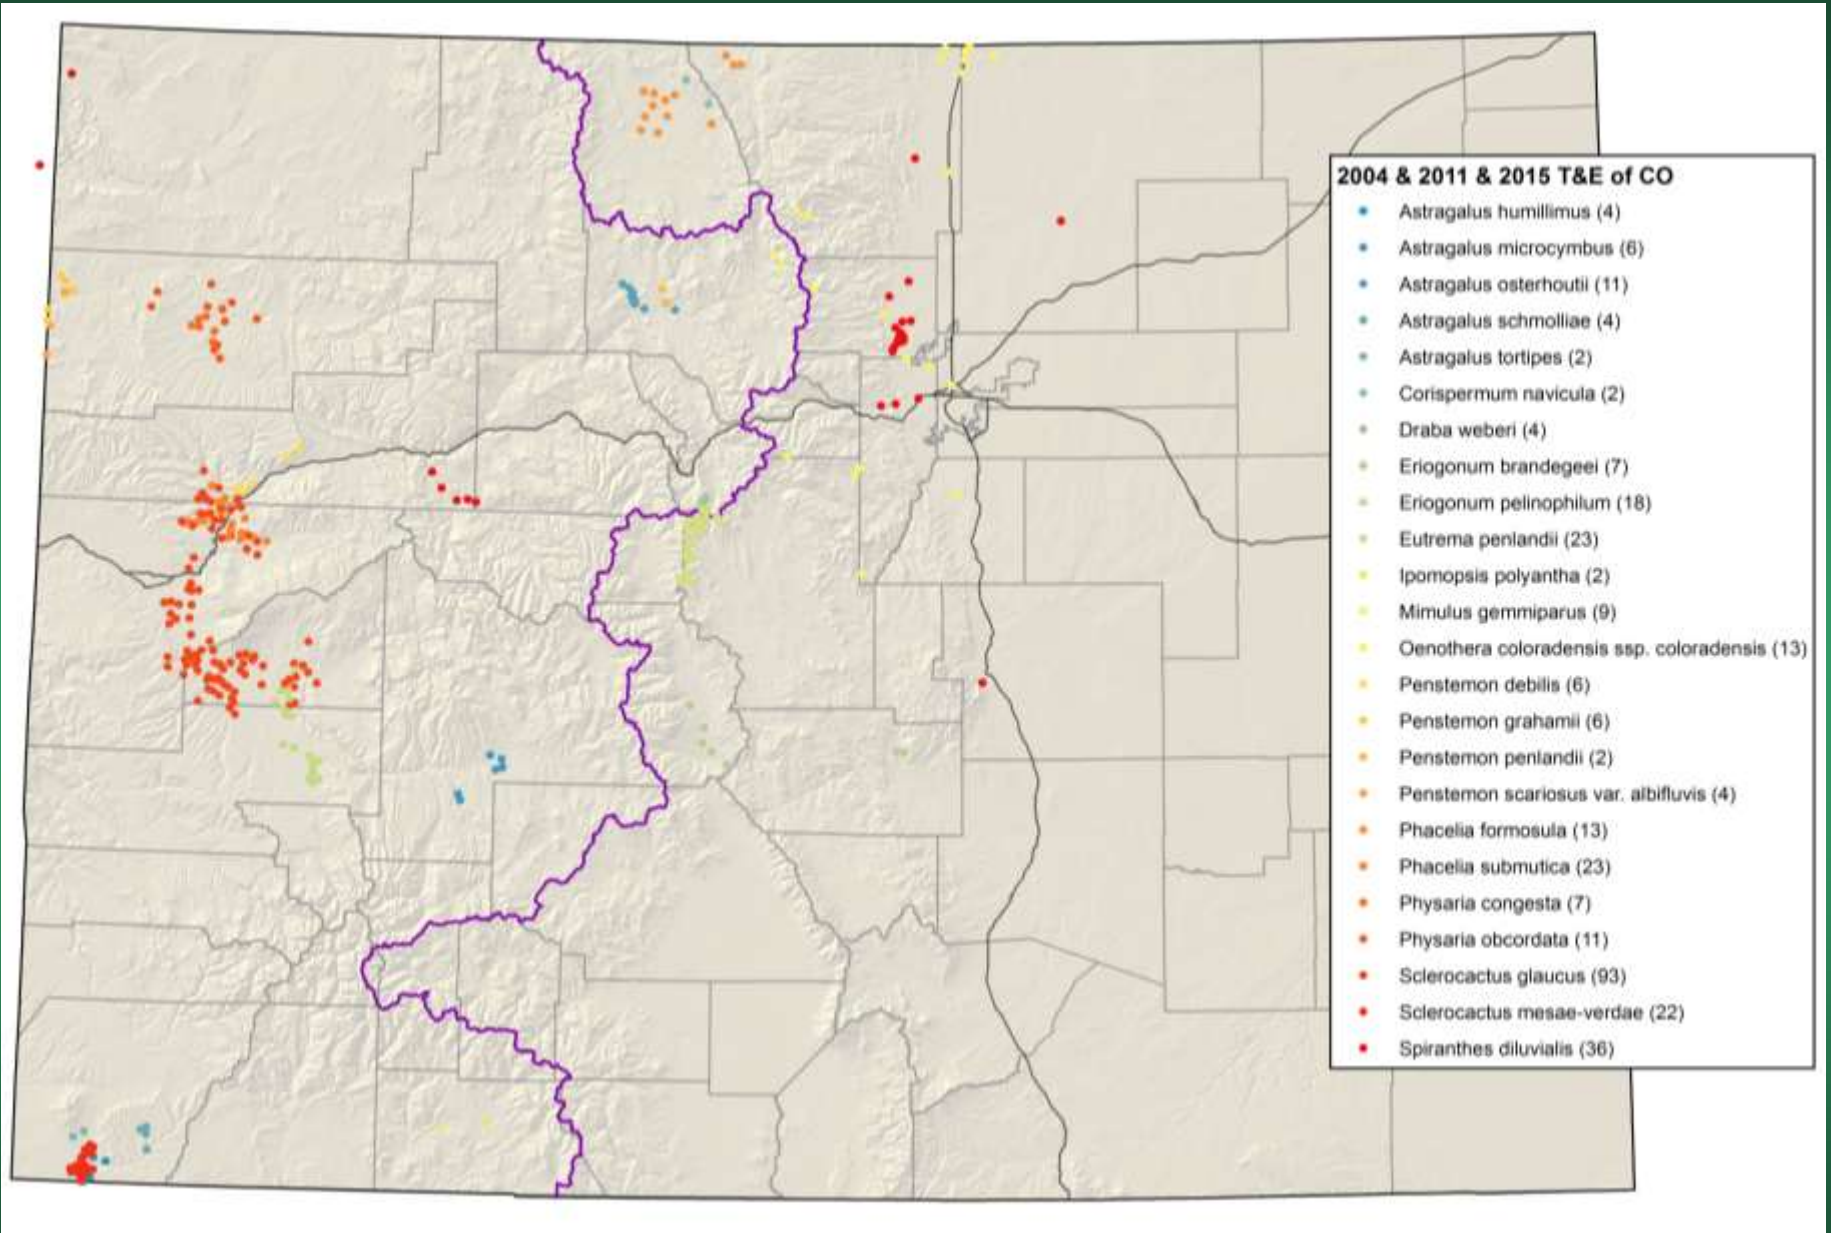 2004 & 2011 & 2015 T&E of CO
Astragalus humillimus (4)
Astragalus microcymbus (6)
Astragalus osterhoutii (11)
Astragalus schmolliae (4)
Astragalus tortipes (2)
Corispermum navicula (2)
Draba weberi (4)
Eriogonum brandegeei (7)
Eriogonum pelinophilum (18)
Eutrema penlandii (23)
Ipomopsis polyantha (2)
Mimulus gemmiparus (9)
Oenothera coloradensis ssp. coloradensis (13)
Penstemon debilis (6)
Penstemon grahamii (6)
Penstemon penlandii (2)
Penstemon scariosus var. albifluvis (4)
Phacelia formosula (13)
Phacelia submutica (23)
Physaria congesta (7)
Physaria obcordata (11)
Sclerocactus glaucus (93)
Sclerocactus mesae-verdae (22)
Spiranthes diluvialis (36)